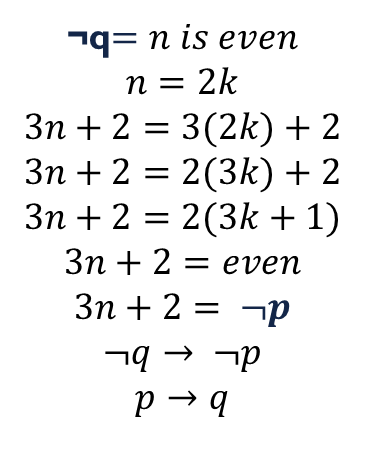 ¬q= n is even
n = 2k
3n + 2 = 3(2k) + 2
3n + 2 = 2(3k) + 2
3n + 2 = 2(3k + 1)
3n + 2 = even
3n + 2 = ¬p
¬q → ¬p
p → q